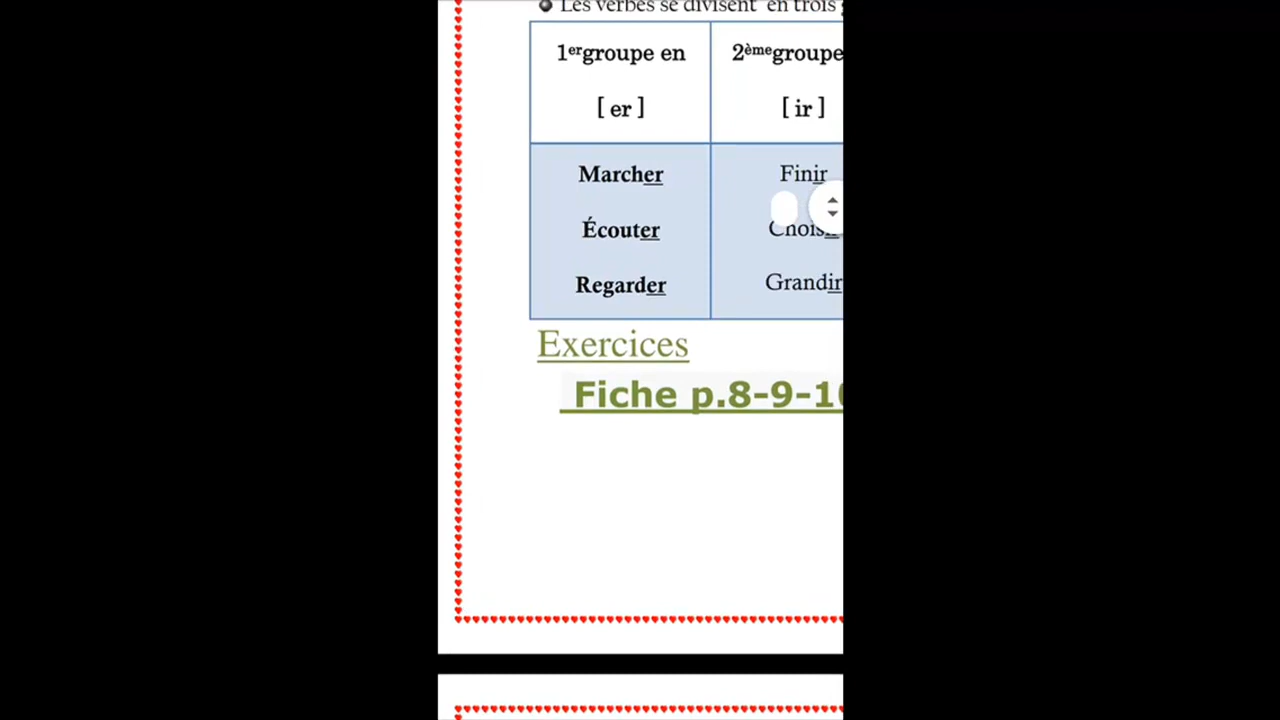 Les verbes se divisent en trois
1ergroupe en
[ er ]
2èmegroupe
[ ir ]
Marcher
Écouter
Regarder
Finir
Grandir
Exercices
Fiche p.8-9-10